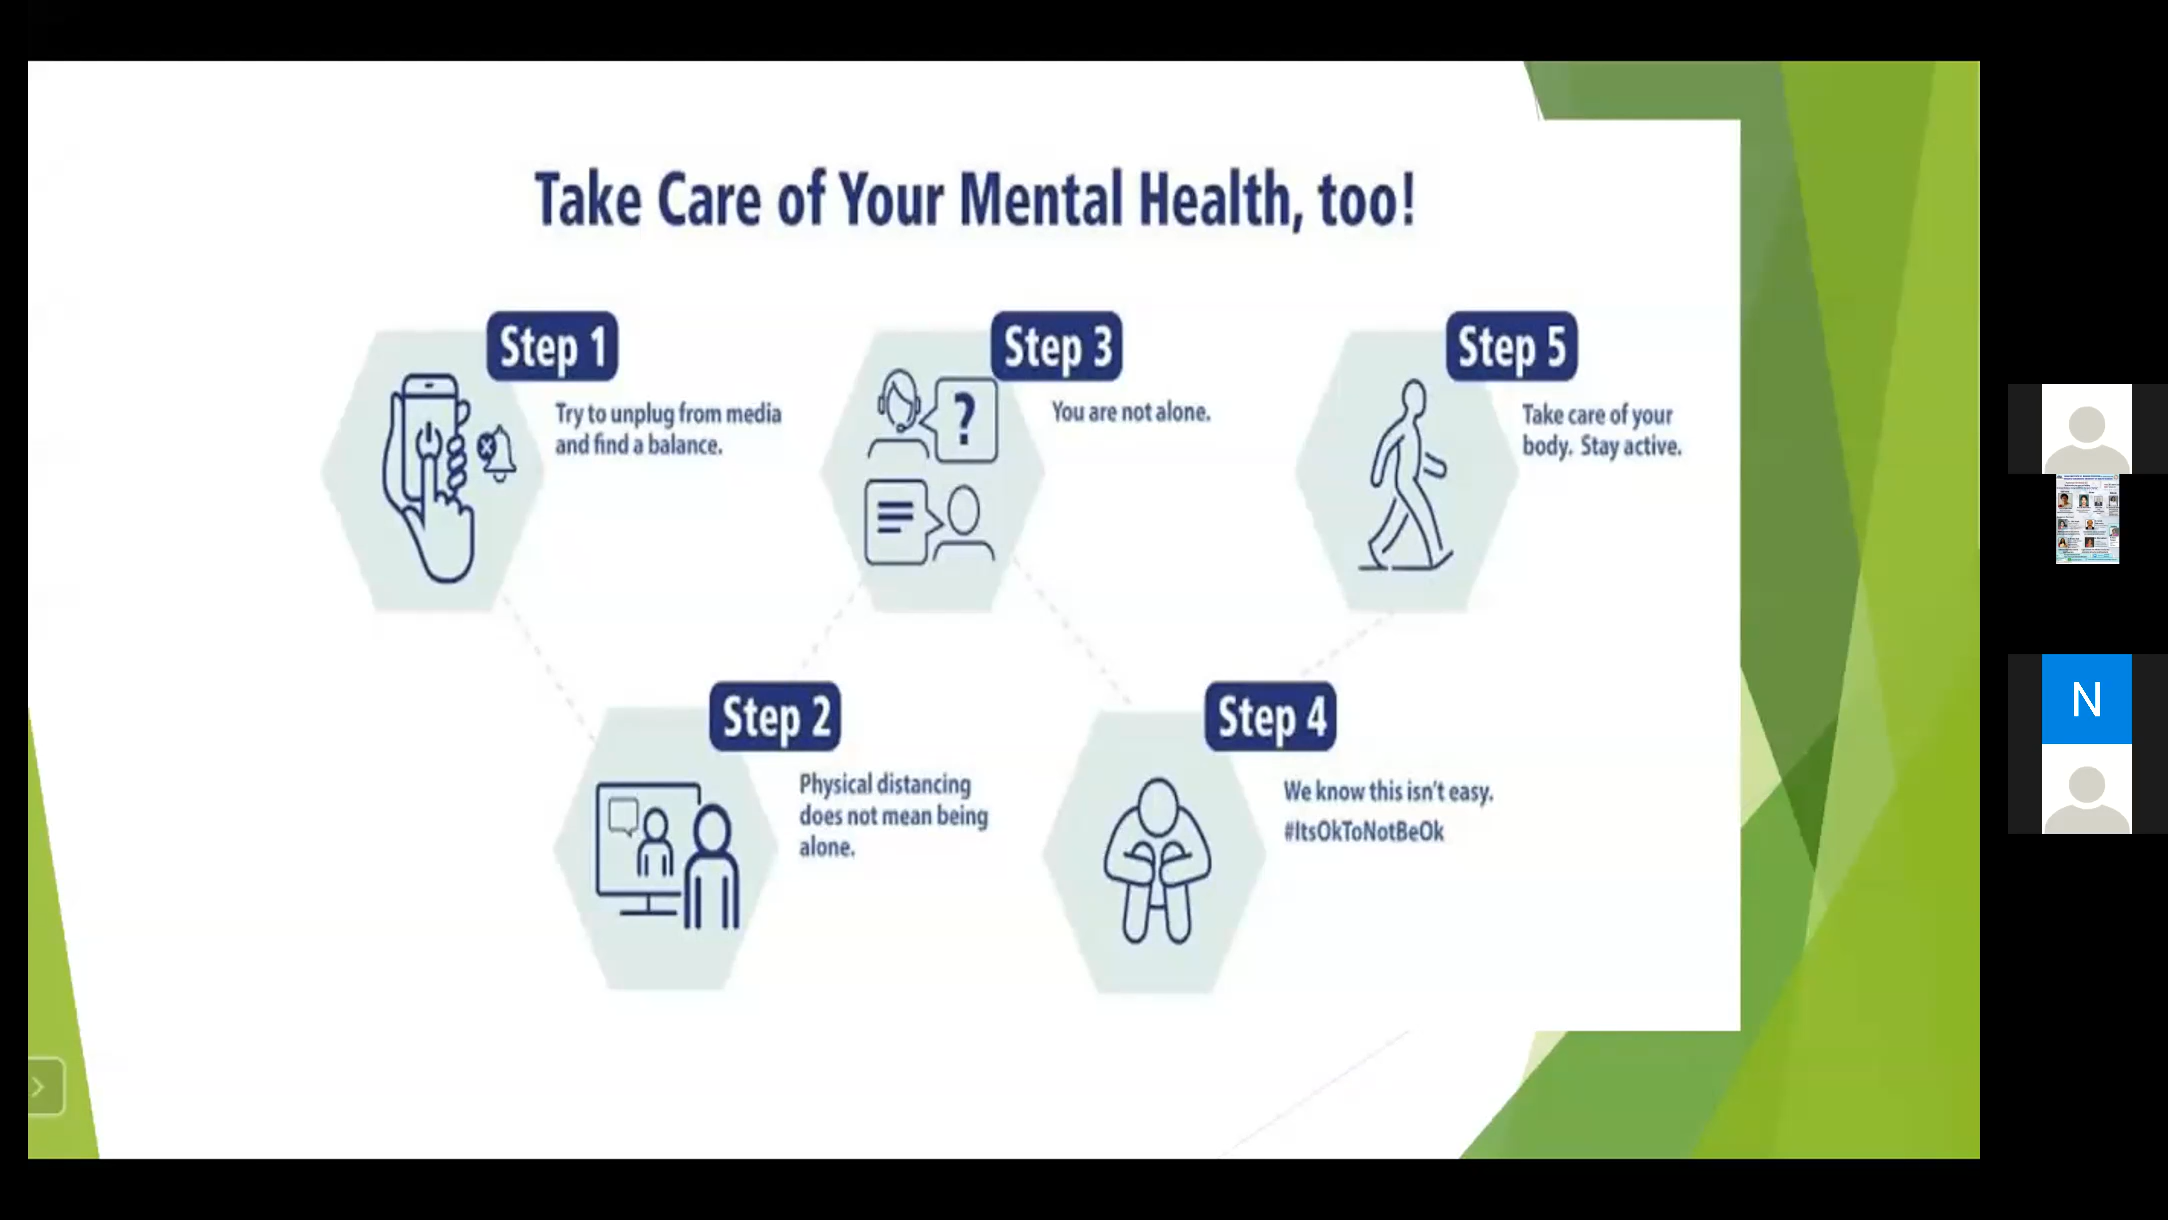 Take Care of Your Mental Health, too!
Step 1
Try to unplug from media
and find a balance.
Step 2
Physical distancing
does not mean being
alone.
Step 3
?
You are not alone.
Step 4
We know this isn't easy.
#ItsOkToNotBeOk
Step 5
Take care of your
body. Stay active.
N